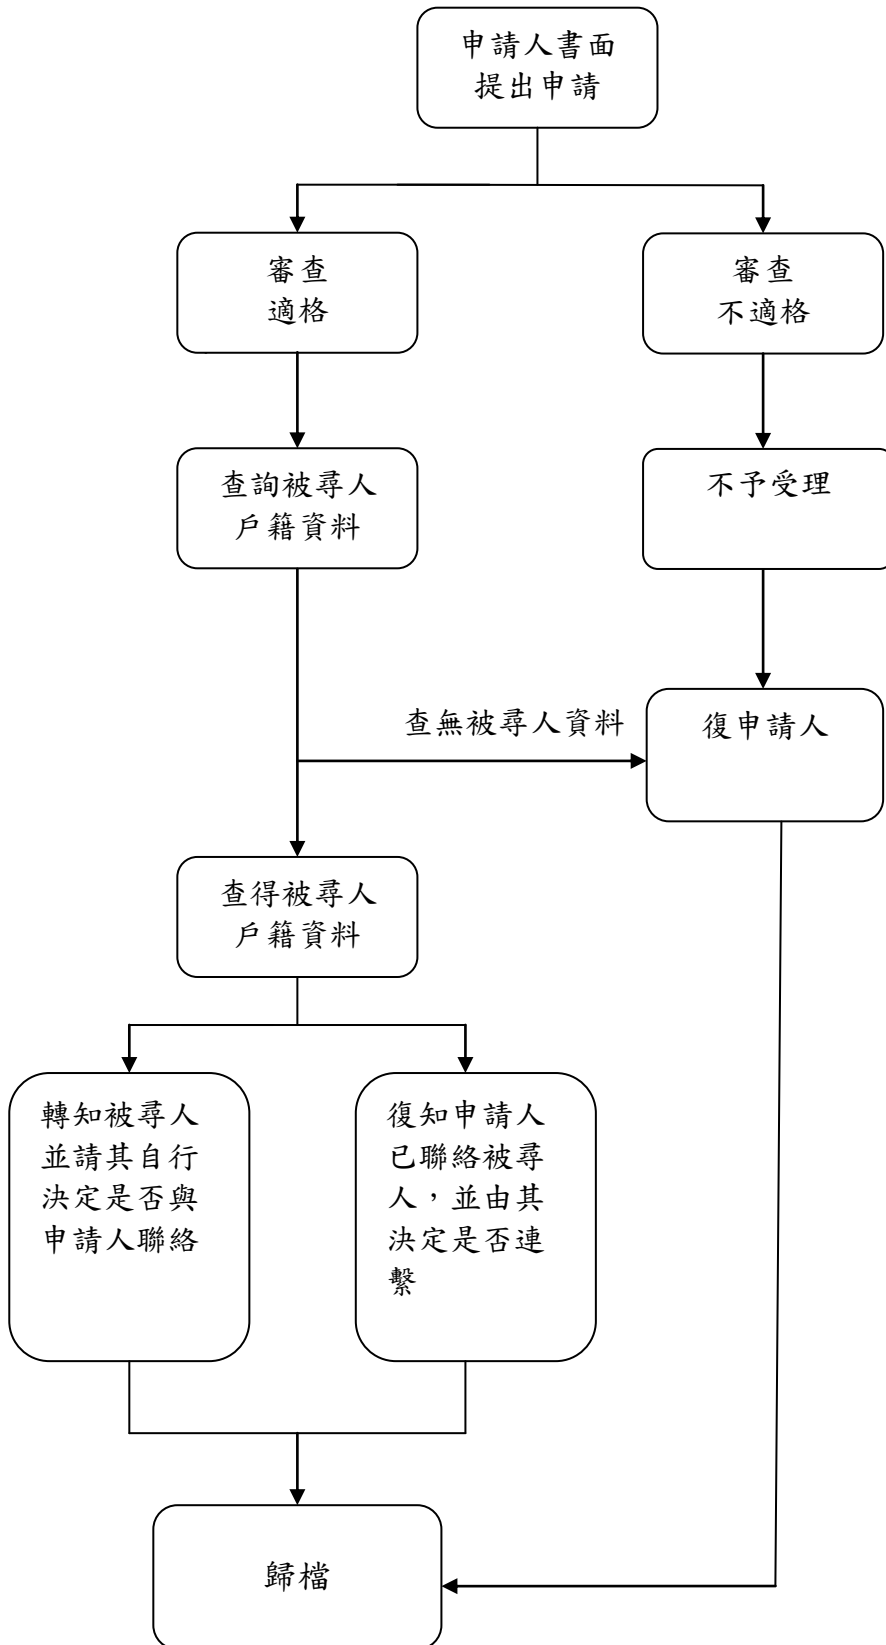 申請人書面
提出申請
審查
適格
審查
不適格
查詢被尋人
戶籍資料
不予受理
查無被尋人資料
復申請人
查得被尋人
戶籍資料
轉知被尋人
並請其自行
決定是否與
申請人聯絡
復知申請人
已聯絡被尋
人，並由其
決定是否連
繫
歸檔